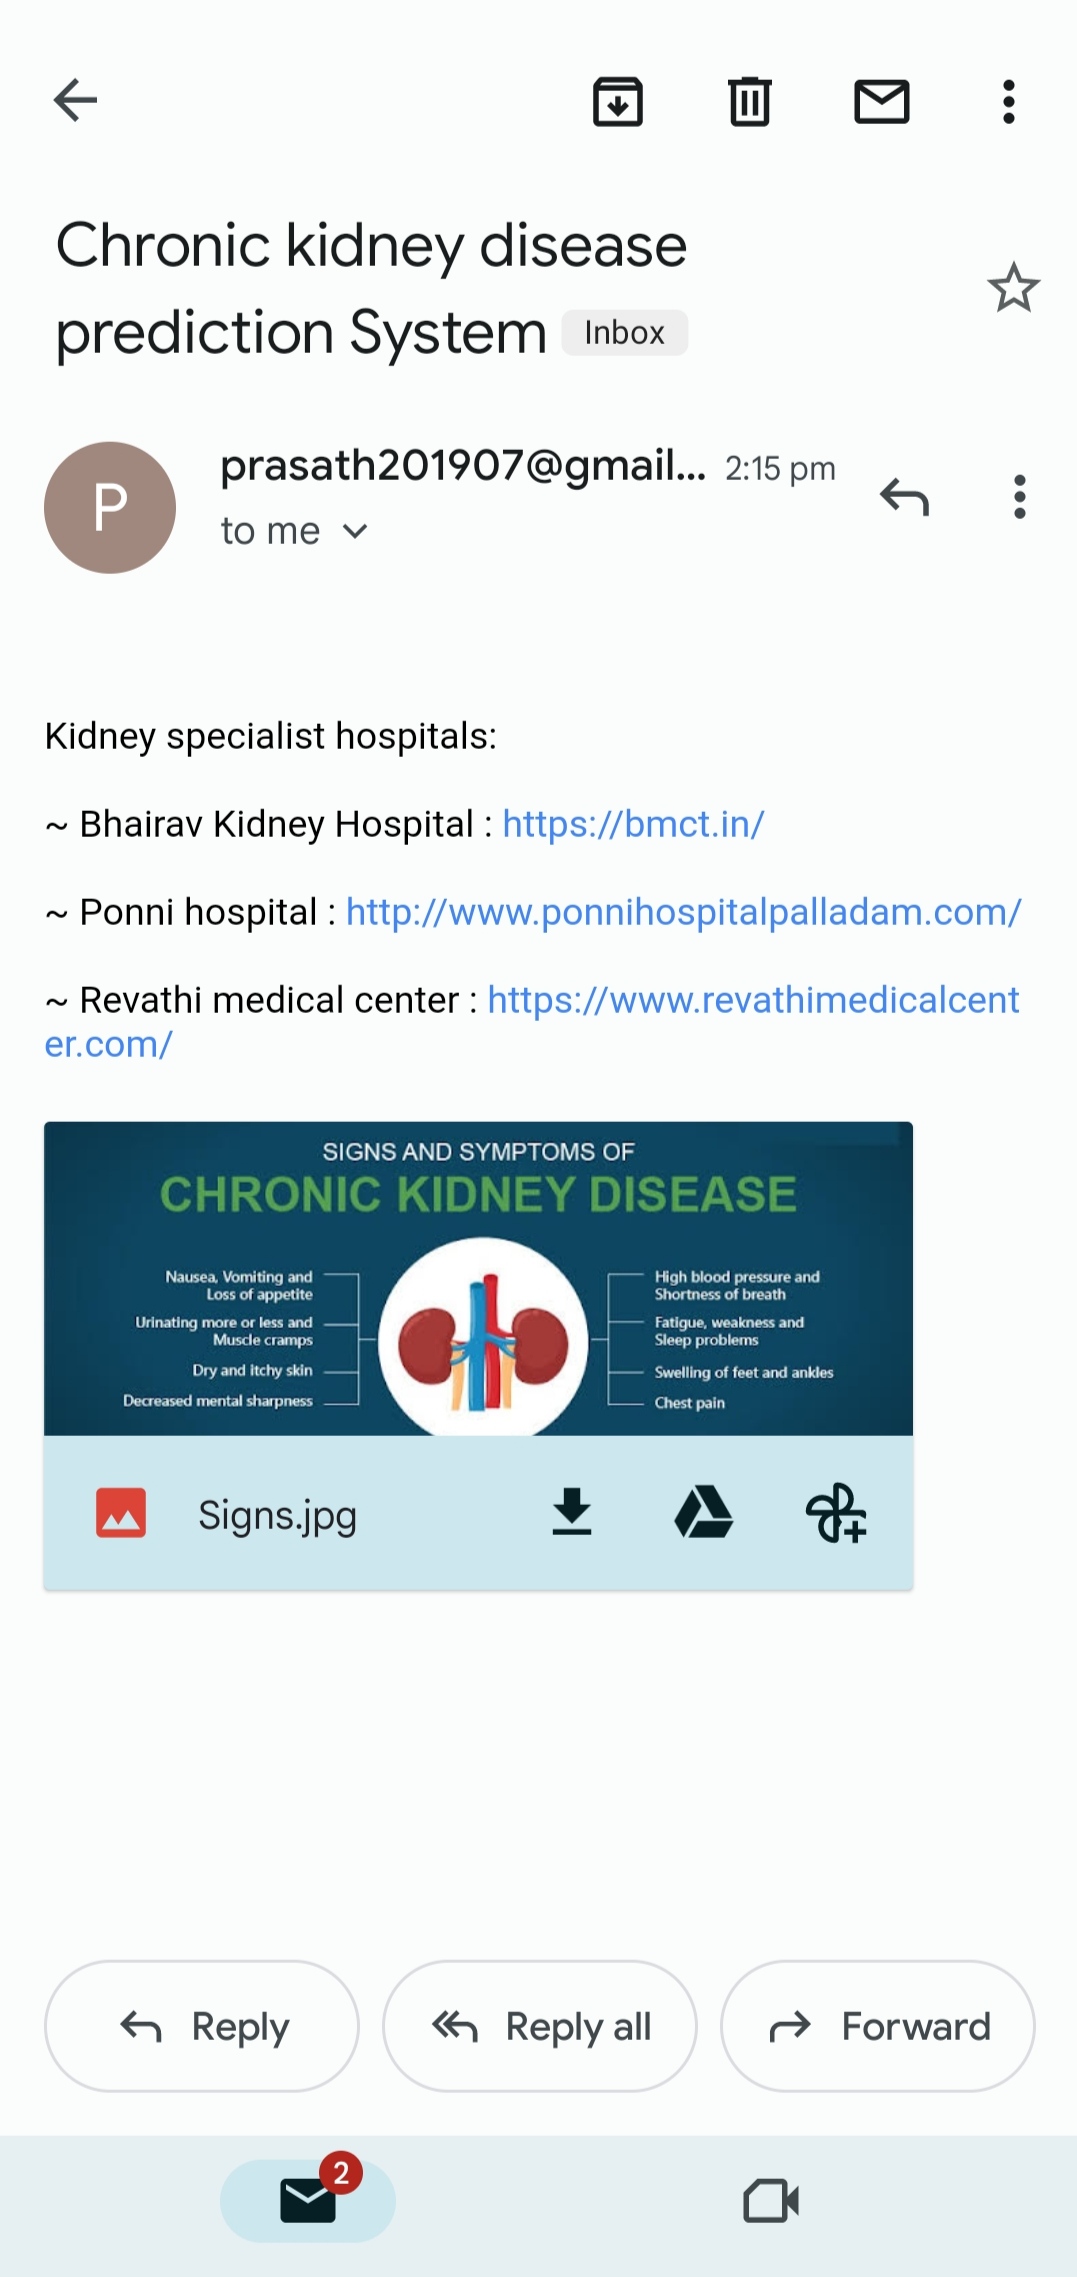 Chronic kidney disease
prediction System Inbox
P
prasath201907@gmail... 2:15 pm
to me
Kidney specialist hospitals:
~ Bhairav Kidney Hospital : https://bmct.in/
~ Ponni hospital : http://www.ponnihospitalpalladam.com/
~ Revathi medical center : https://www.revathimedicalcent
er.com/
SIGNS AND SYMPTOMS OF
CHRONIC KIDNEY DISEASE
Nausea, Vomiting and
Loss of appetite
Urinating more or less and
Muscle cramps
Dry and itchy skin
Decreased mental sharpness
High blood pressure and
Shortness of breath
Fatigue, weakness and
Sleep problems
Swelling of feet and ankles
Chest pain
Signs.jpg
Reply
Reply all
Forward
2